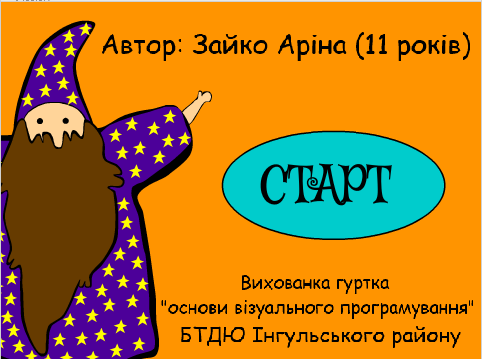 Автор: Зайко Аріна (11 років)
СТАРТ
Вихованка гуртка
"основи візуального програмування"
БТДЮ Інгульського району